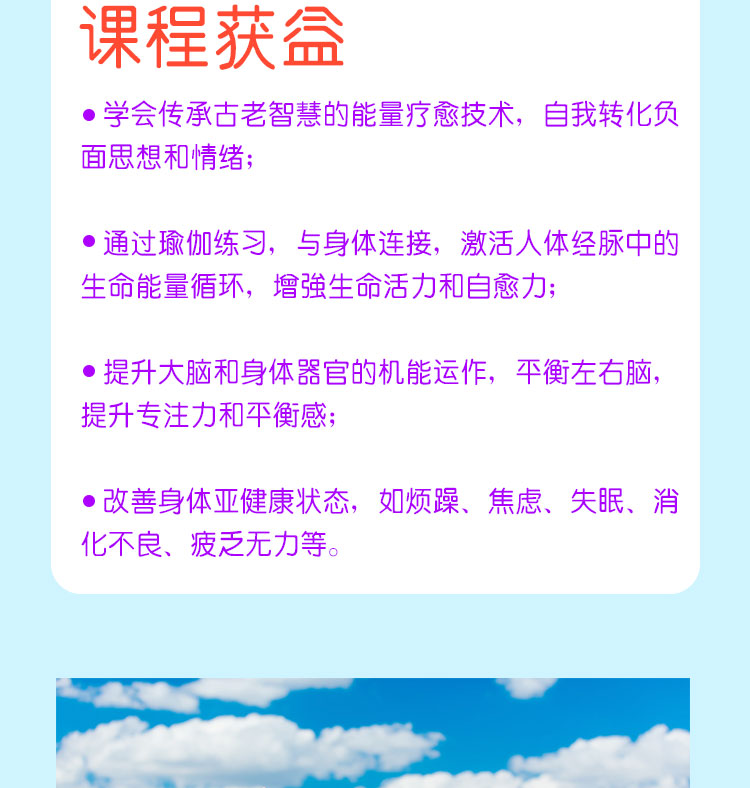 课程获益
●学会传承古老智慧的能量疗愈技术，自我转化负
面思想和情绪；
●通过瑜伽练习，与身体连接，激活人体经脉中的
生命能量循环，增强生命活力和自愈力；
●提升大脑和身体器官的机能运作，平衡左右脑，
提升专注力和平衡感；
●改善身体亚健康状态，如烦躁、焦虑、失眠、消
化不良、疲乏无力等。